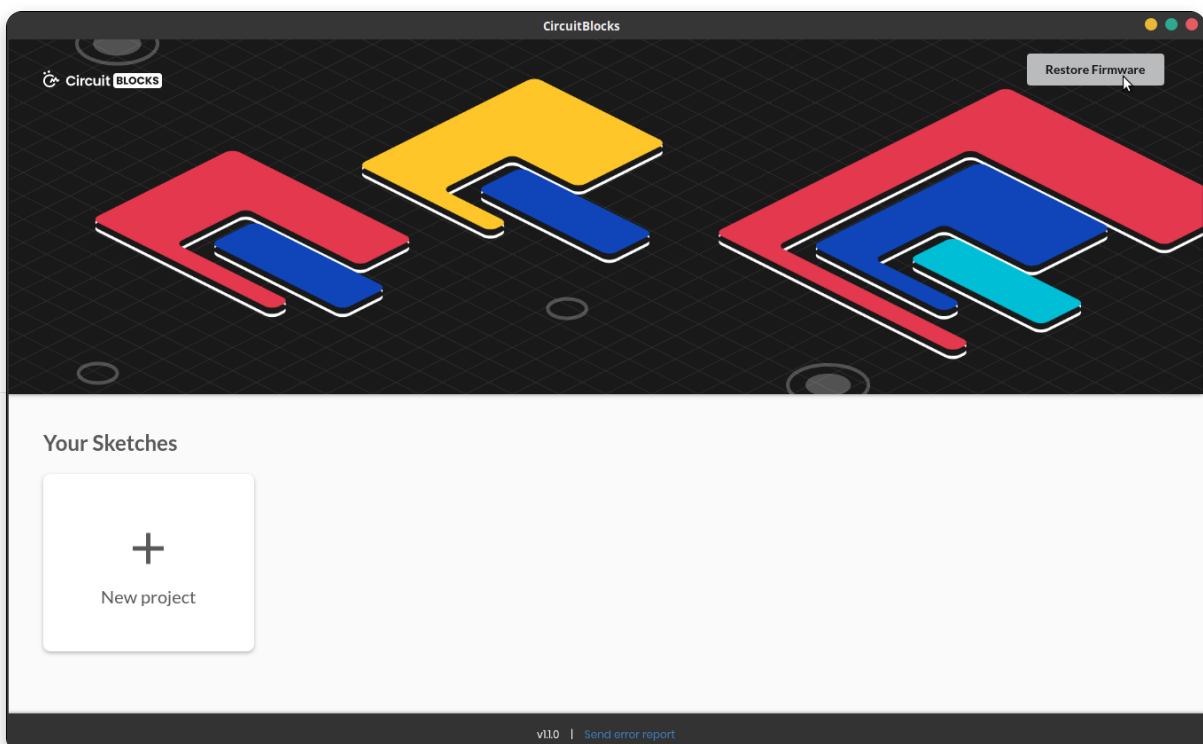 CircuitBlocks
Circuit BLOCKS
Restore Firmware
Your Sketches
New project
v1.1.0 | Send error report